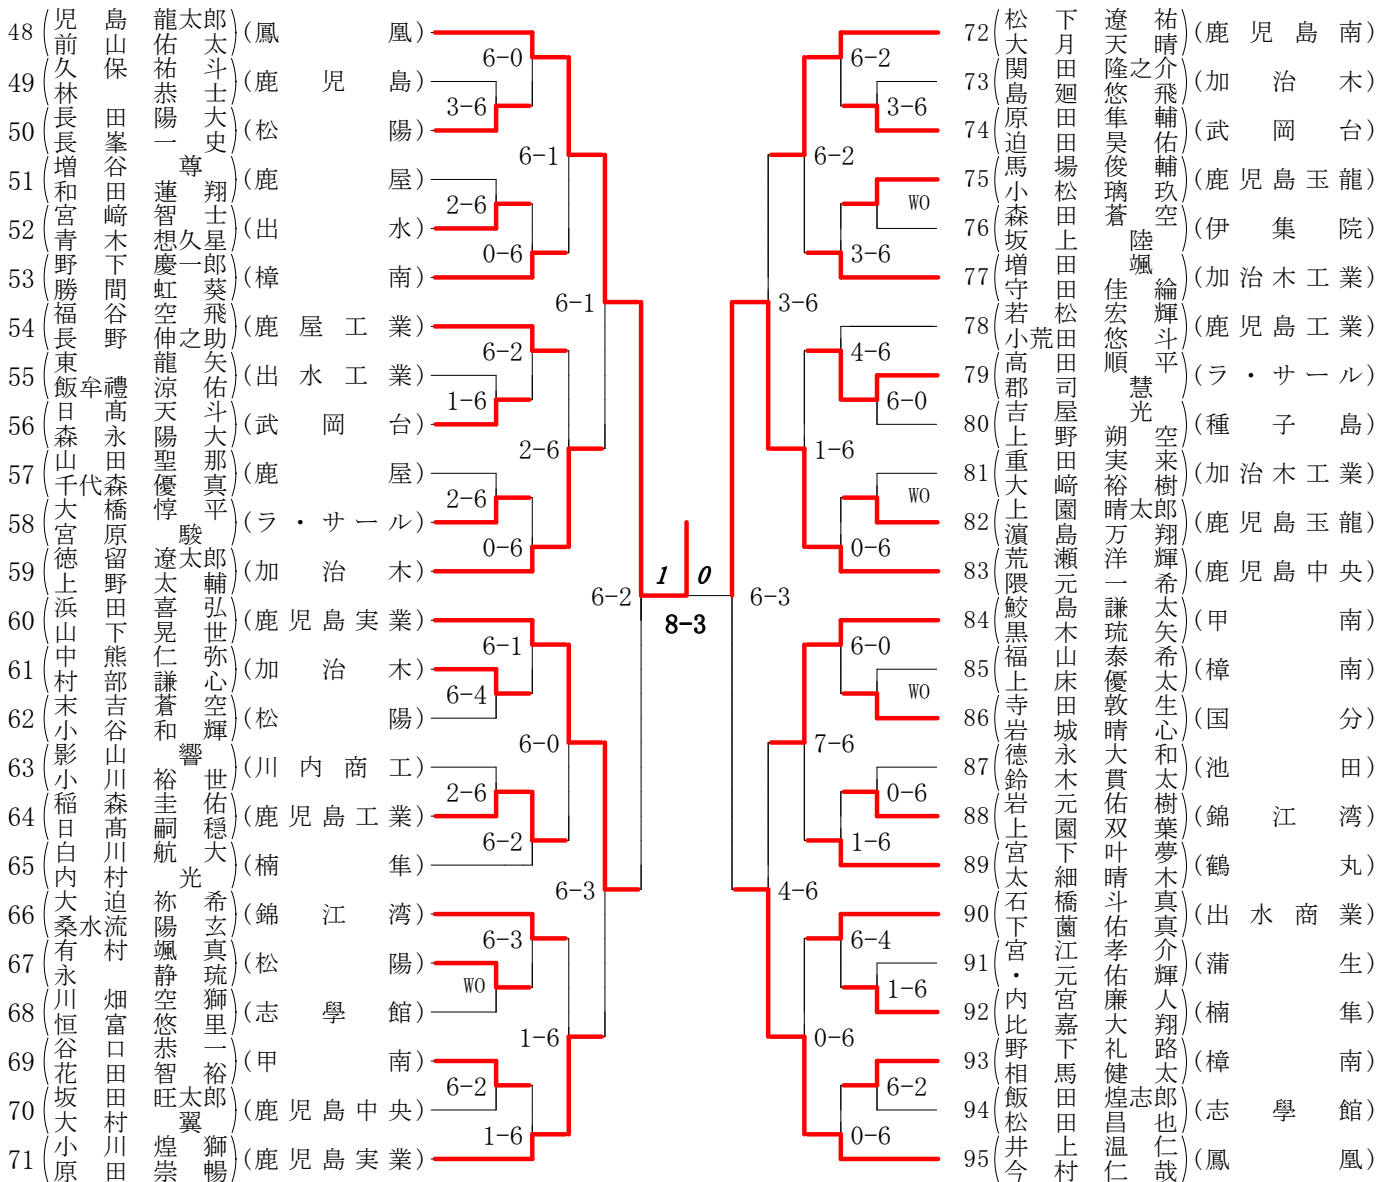 48 児島龍太郎 前山佑太 (鳳凰)
49 久保祐斗 林恭士 (鹿児島)
50 長田陽大 長峯一史 (松陽)
51 増谷尊 和田蓮翔 (鹿屋)
52 宮﨑智士 青木想久星 (出水)
53 野下慶一郎 勝間虹葵 (樟南)
54 福谷空飛 長野伸之助 (鹿屋工業)
55 東龍矢 飯牟禮涼佑 (出水工業)
56 日髙天斗 森永陽大 (武岡台)
57 山田聖那 千代森優真 (鹿屋)
58 大橋惇平 宮原駿 (ラ・サール)
59 徳留遼太郎 上野太輔 (加治木)
60 浜田喜弘 山下晃世 (鹿児島実業)
61 中熊仁弥 村部謙心 (加治木)
62 末吉蒼空 小谷和輝 (松陽)
63 影山響 小川裕世 (川内商工)
64 稲森圭佑 日髙嗣穏 (鹿児島工業)
65 白川航大 内村光 (楠隼)
66 大迫祢希 桑水流陽玄 (錦江湾)
67 有村颯真 永静琉 (松陽)
68 川畑空獅 恒富悠里 (志學館)
69 谷口恭一 花田智裕 (甲南)
70 坂田旺太郎 大村翼 (鹿児島中央)
71 小川煌獅 原田崇暢 (鹿児島実業)
6-0
3-6
6-1
2-6
0-6
6-1
6-2
1-6
2-6
2-6
0-6
6-2
6-1
6-4
6-0
2-6
6-2
6-3
6-3
WO
1-6
6-2
1-6
1 0
8-3
72 松下遼祐 大月天晴 (鹿児島南)
73 関田隆之介 島廻悠飛 (加治木)
74 原田隼輔 迫田昊佑 (武岡台)
75 馬場俊輔 小松璃玖 (鹿児島玉龍)
76 森田蒼空 坂上陸 (伊集院)
77 増田颯 守田佳綸 (加治木工業)
78 若松宏輝 小荒田悠斗 (鹿児島工業)
79 高田順平 郡司慧 (ラ・サール)
80 吉屋光 上野朔空 (種子島)
81 重田実来 大﨑裕樹 (加治木工業)
82 上園晴太郎 濵島万翔 (鹿児島玉龍)
83 荒瀬洋輝 隈元一希 (鹿児島中央)
84 鮫島謙太 黒木琉矢 (甲南)
85 福山泰希 上床優太 (樟南)
86 寺田敦生 岩城晴心 (国分)
87 德永大和 鈴木貫太 (池田)
88 岩元佑樹 上園双葉 (錦江湾)
89 宮下叶夢 太細晴木 (鶴丸)
90 石橋斗真 下薗佑真 (出水商業)
91 宮江孝介 ・元佑輝 (蒲生)
92 内宮廉人 比嘉大翔 (楠隼)
93 野下礼路 相馬健太 (樟南)
94 飯田煌志郎 松田昌也 (志學館)
95 井上温仁 今村仁哉 (鳳凰)
6-2
3-6
6-2
WO
3-6
3-6
4-6
6-0
1-6
WO
0-6
6-3
6-0
WO
7-6
0-6
1-6
4-6
6-4
1-6
0-6
6-2
0-6